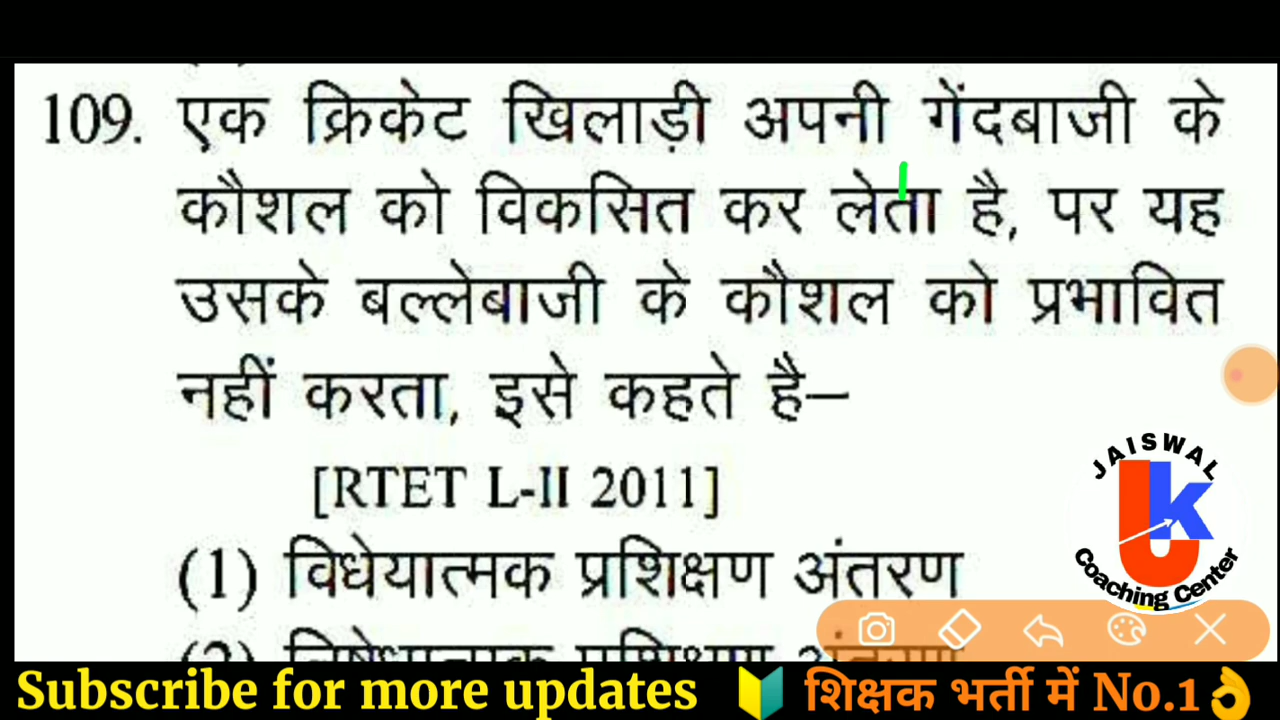 109. एक क्रिकेट खिलाड़ी अपनी गेंदबाजी के
कौशल को विकसित कर लेता है, पर यह
उसके बल्लेबाजी के कौशल को प्रभावित
नहीं करता, इसे कहते है–
[RTET L-II 2011]
(1) विधेयात्मक प्रशिक्षण अंतरण
JAISWAL
UK
Coaching Center
Subscribe for more updates 🔰 शिक्षक भर्ती में No.1👌